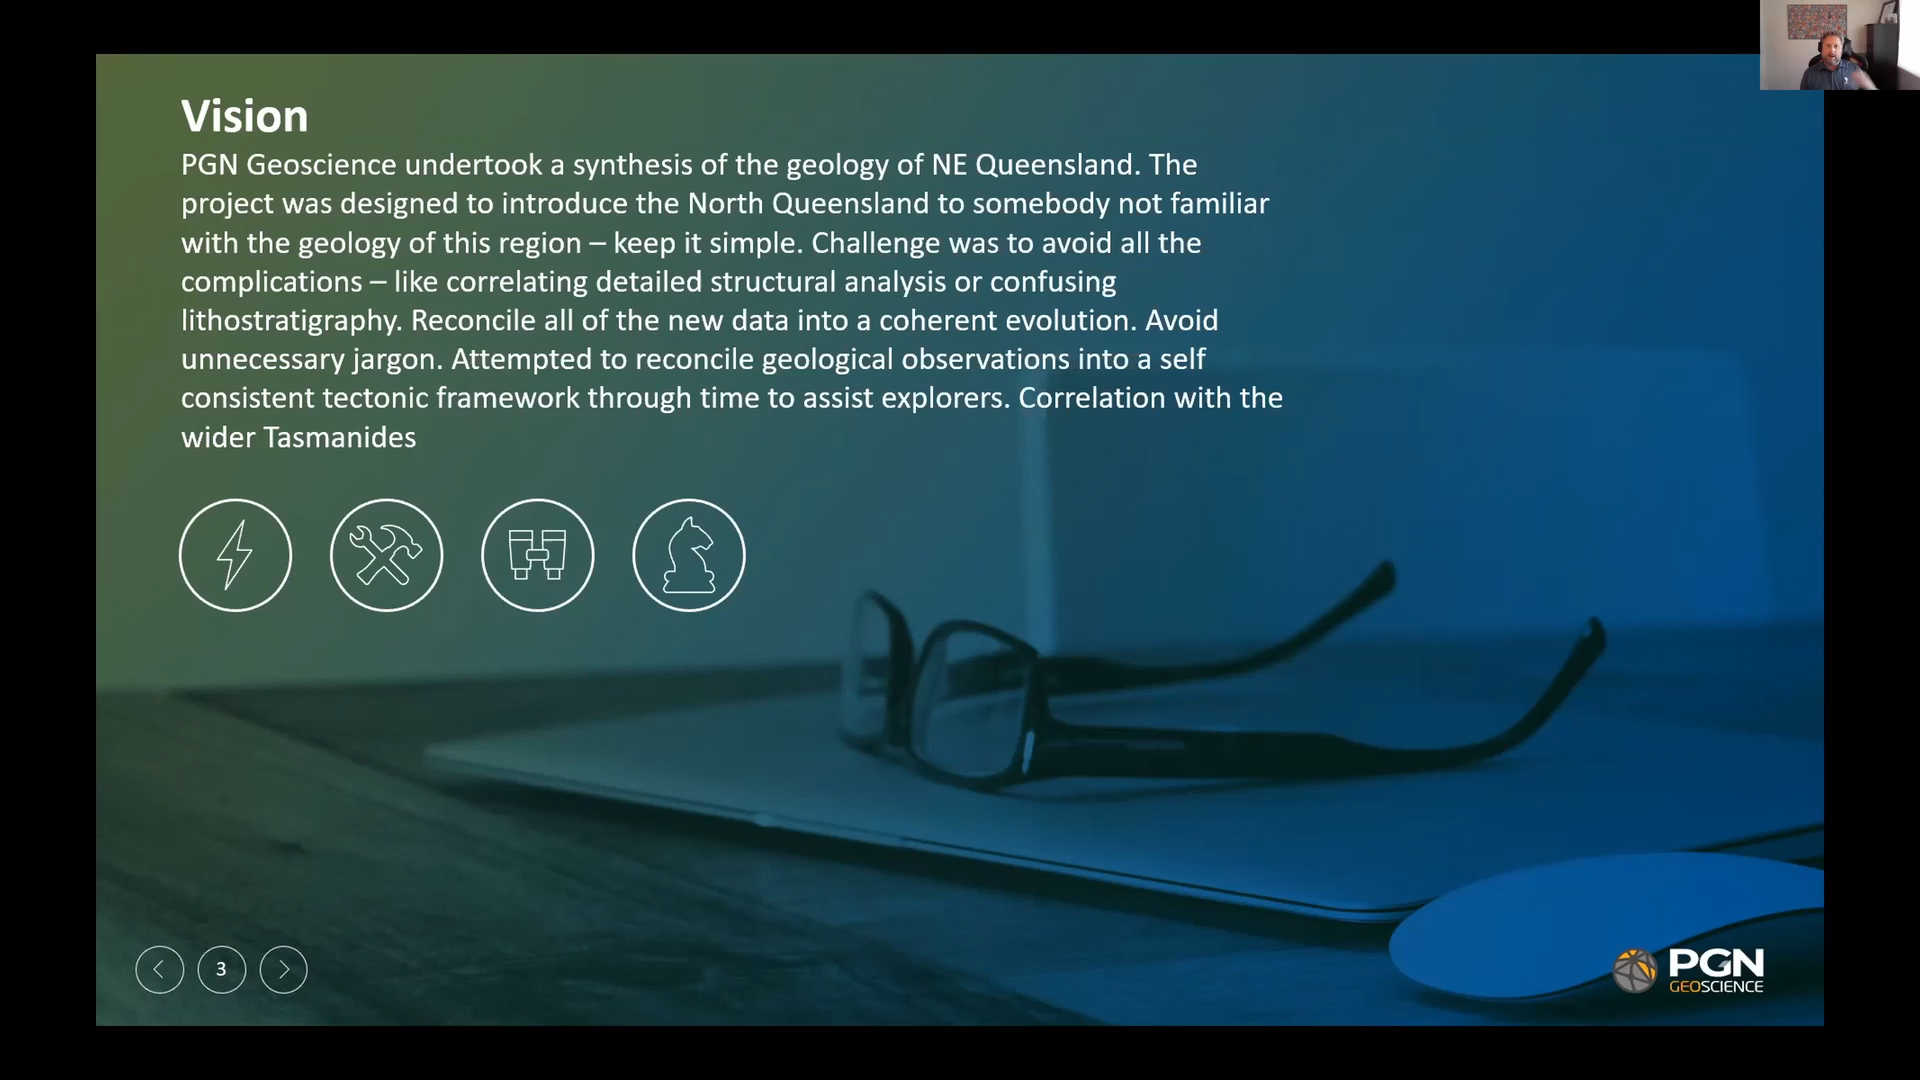 Vision
PGN Geoscience undertook a synthesis of the geology of NE Queensland. The
project was designed to introduce the North Queensland to somebody not familiar
with the geology of this region – keep it simple. Challenge was to avoid all the
complications – like correlating detailed structural analysis or confusing
lithostratigraphy. Reconcile all of the new data into a coherent evolution. Avoid
unnecessary jargon. Attempted to reconcile geological observations into a self
consistent tectonic framework through time to assist explorers. Correlation with the
wider Tasmanides
3
PGN
GEOSCIENCE